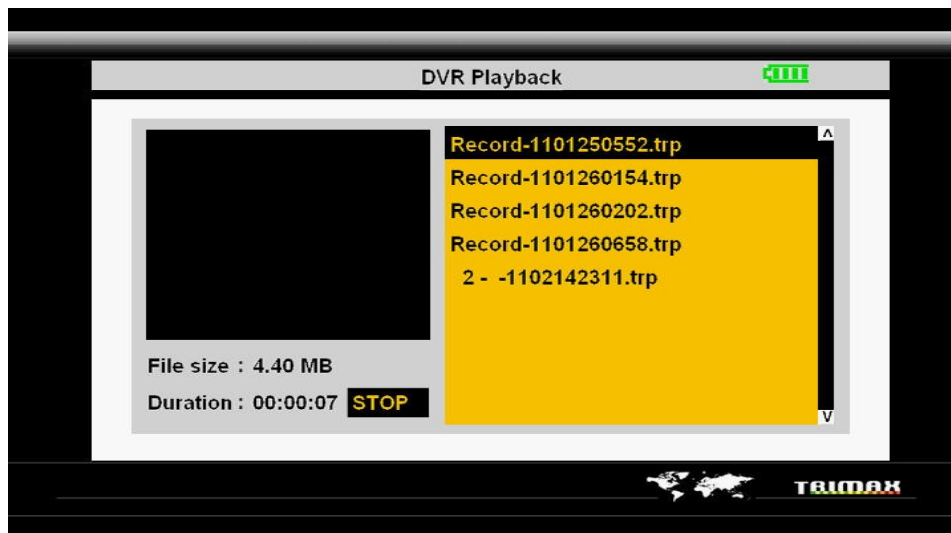 DVR Playback
Record-1101250552.trp
Record-1101260154.trp
Record-1101260202.trp
Record-1101260658.trp
2 - -1102142311.trp
File size : 4.40 MB
Duration : 00:00:07 STOP
TRIMAX